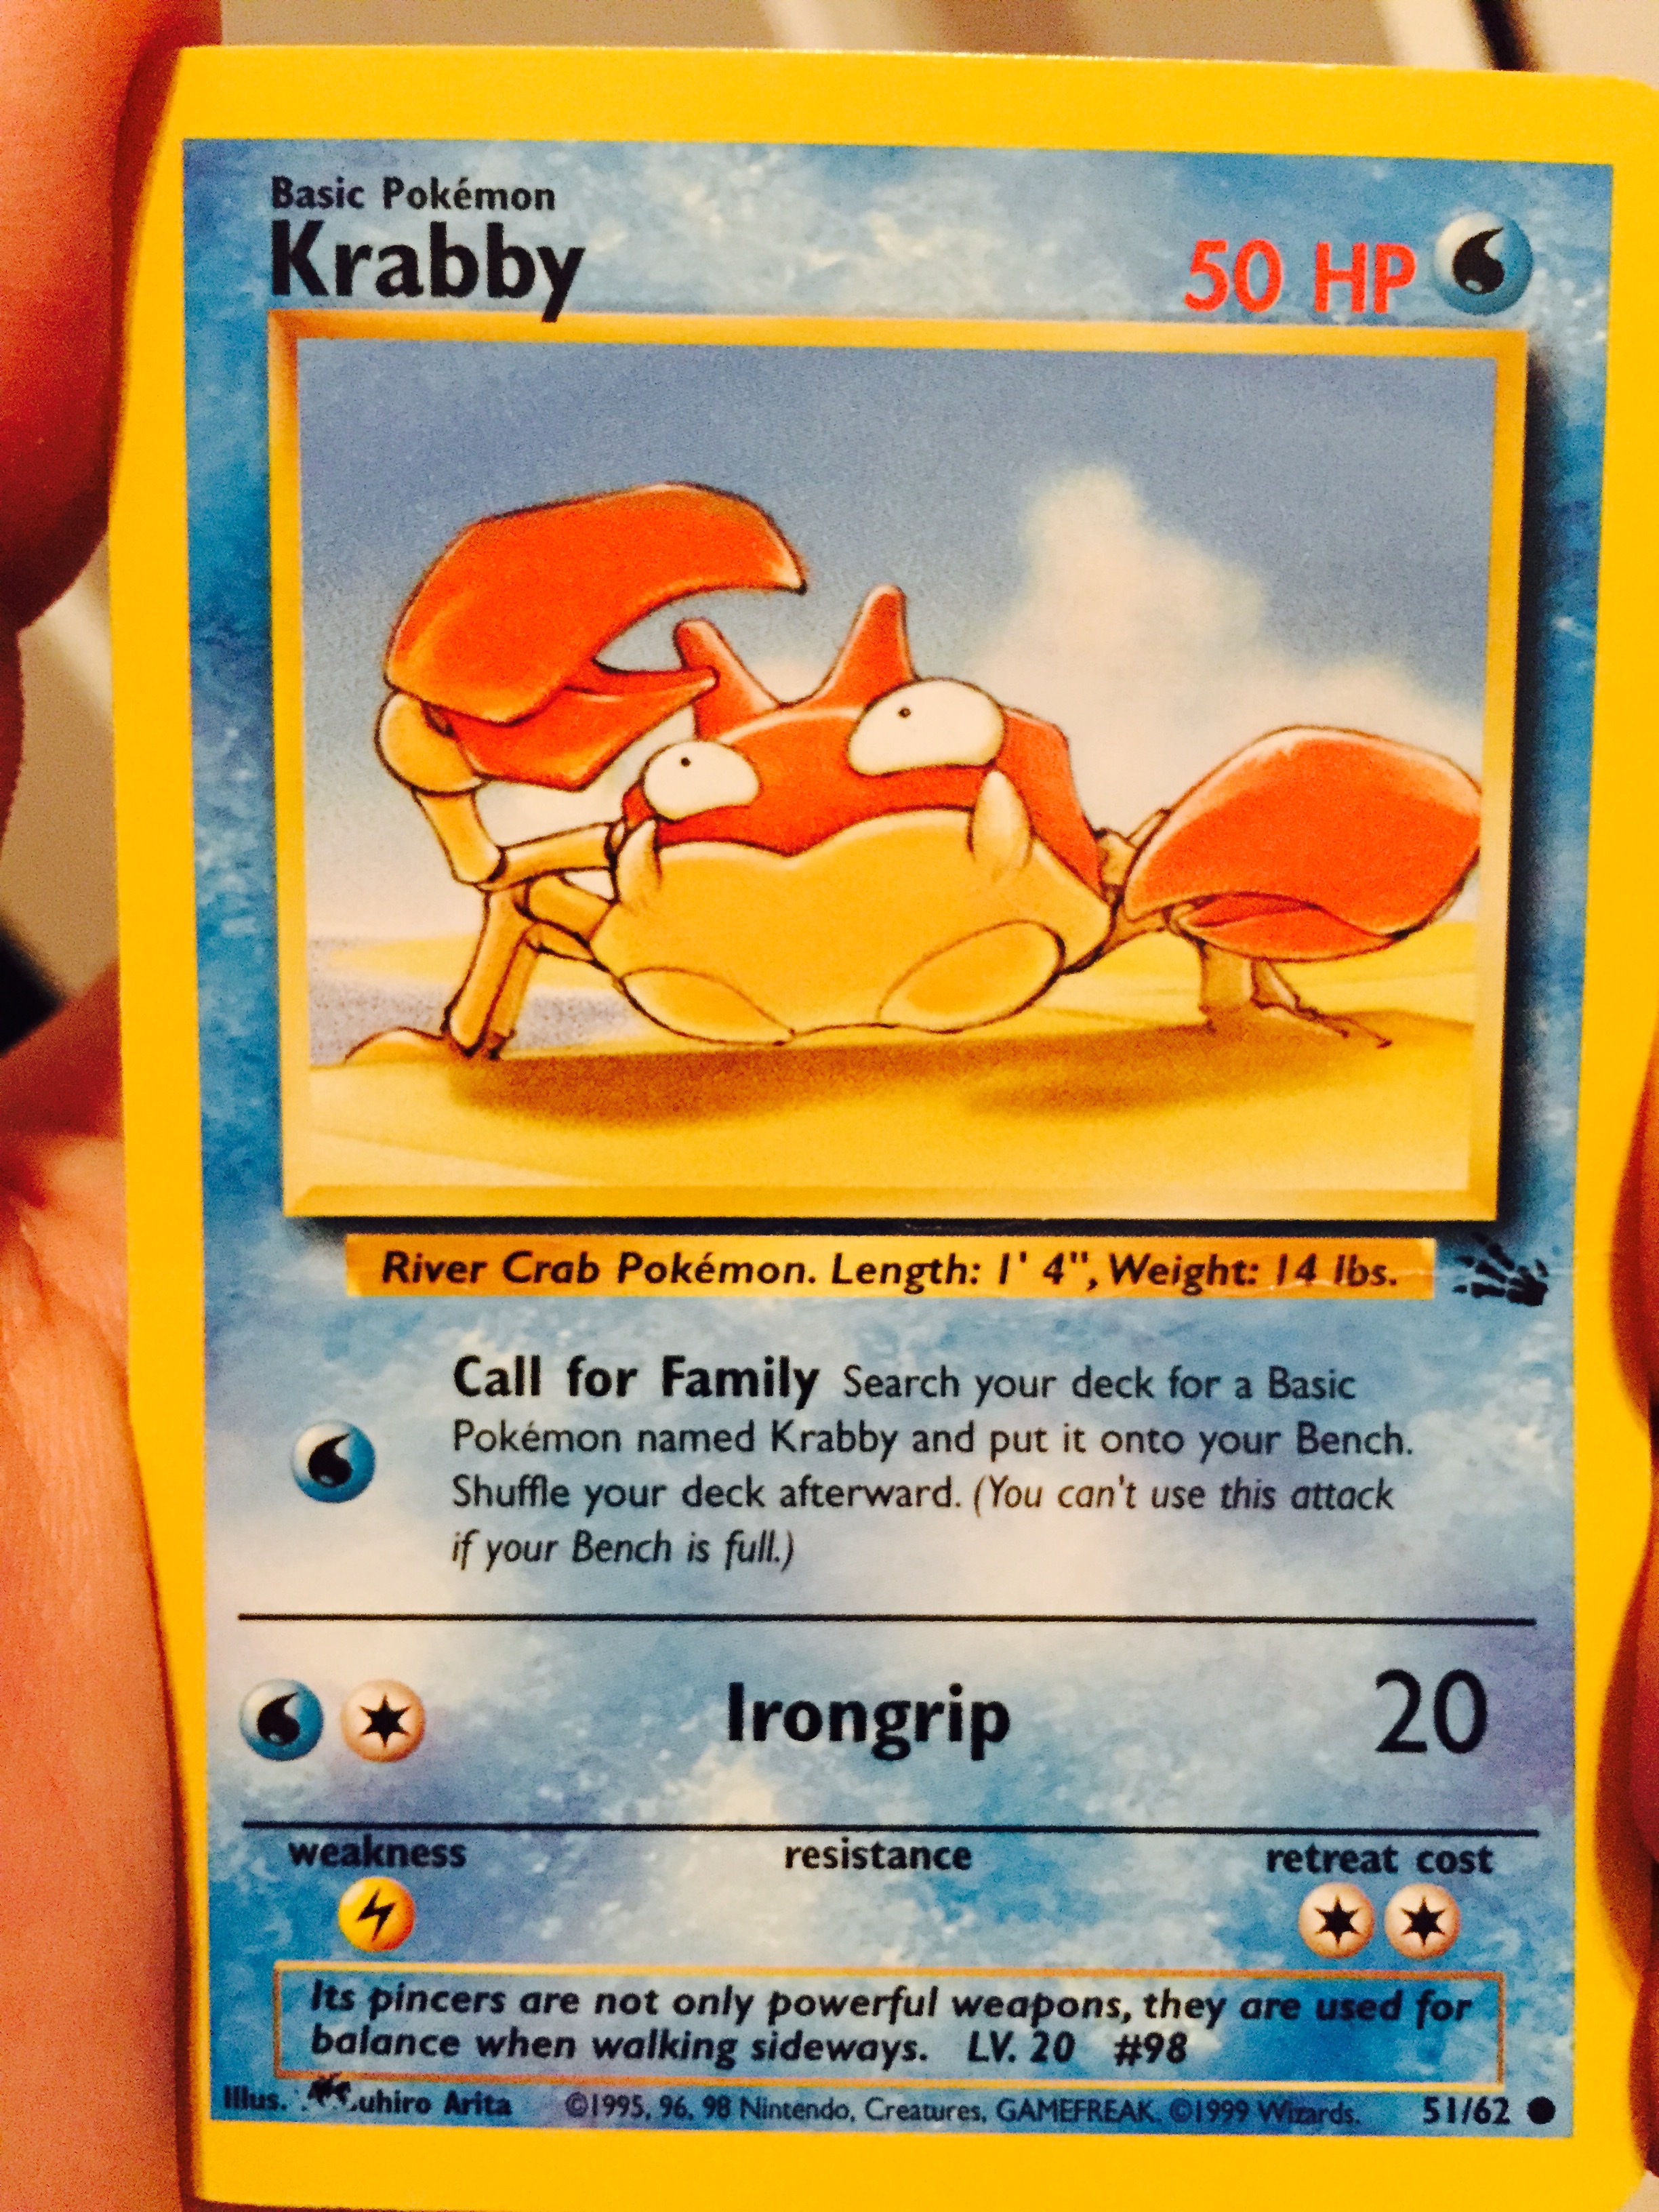 Basic Pokémon
Krabby
50 HP
River Crab Pokémon. Length: 1' 4", Weight: 14 lbs.
Call for Family Search your deck for a Basic
Pokémon named Krabby and put it onto your Bench.
Shuffle your deck afterward. (You can't use this attack
if your Bench is full.)
Irongrip 20
weakness resistance retreat cost
Its pincers are not only powerful weapons, they are used for
balance when walking sideways. LV. 20 #98
Illus. Arita ©1995, 96, 98 Nintendo, Creatures, GAMEFREAK. ©1999 Wizards. 51/62